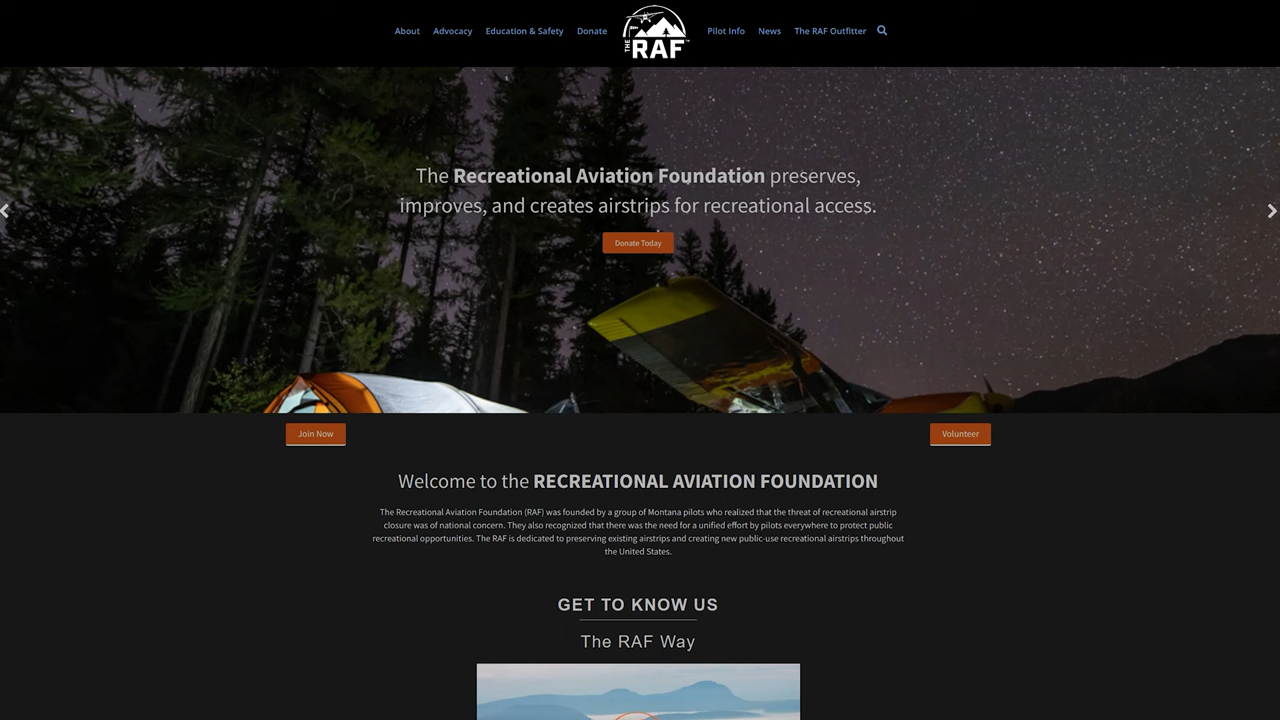 About
Advocacy
Education & Safety
Donate
THE RAF™
Pilot Info
News
The RAF Outfitter
The Recreational Aviation Foundation preserves,
improves, and creates airstrips for recreational access.
Donate Today
Join Now
Volunteer
Welcome to the RECREATIONAL AVIATION FOUNDATION
The Recreational Aviation Foundation (RAF) was founded by a group of Montana pilots who realized that the threat of recreational airstrip
closure was of national concern. They also recognized that there was the need for a unified effort by pilots everywhere to protect public
recreational opportunities. The RAF is dedicated to preserving existing airstrips and creating new public-use recreational airstrips throughout
the United States.
GET TO KNOW US
The RAF Way